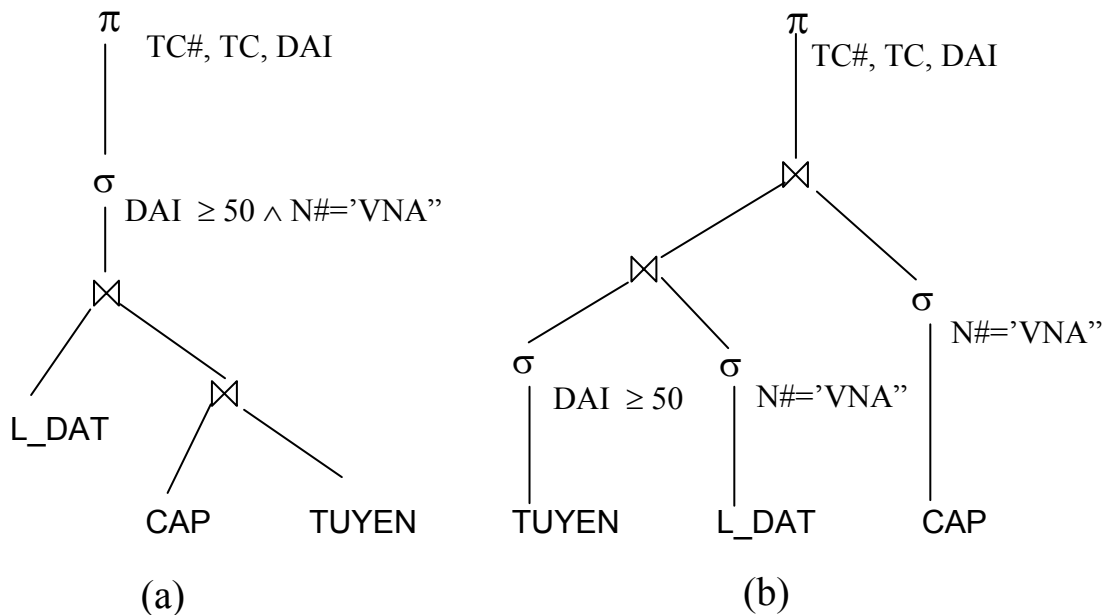 π
TC#, TC, DAI
σ
DAI ≥ 50 ∧ N#=’VNA”
⋈
L_DAT
⋈
CAP
TUYEN
(a)
π
TC#, TC, DAI
⋈
⋈
σ
N#=’VNA”
σ
DAI ≥ 50
σ
N#=’VNA”
TUYEN
L_DAT
CAP
(b)